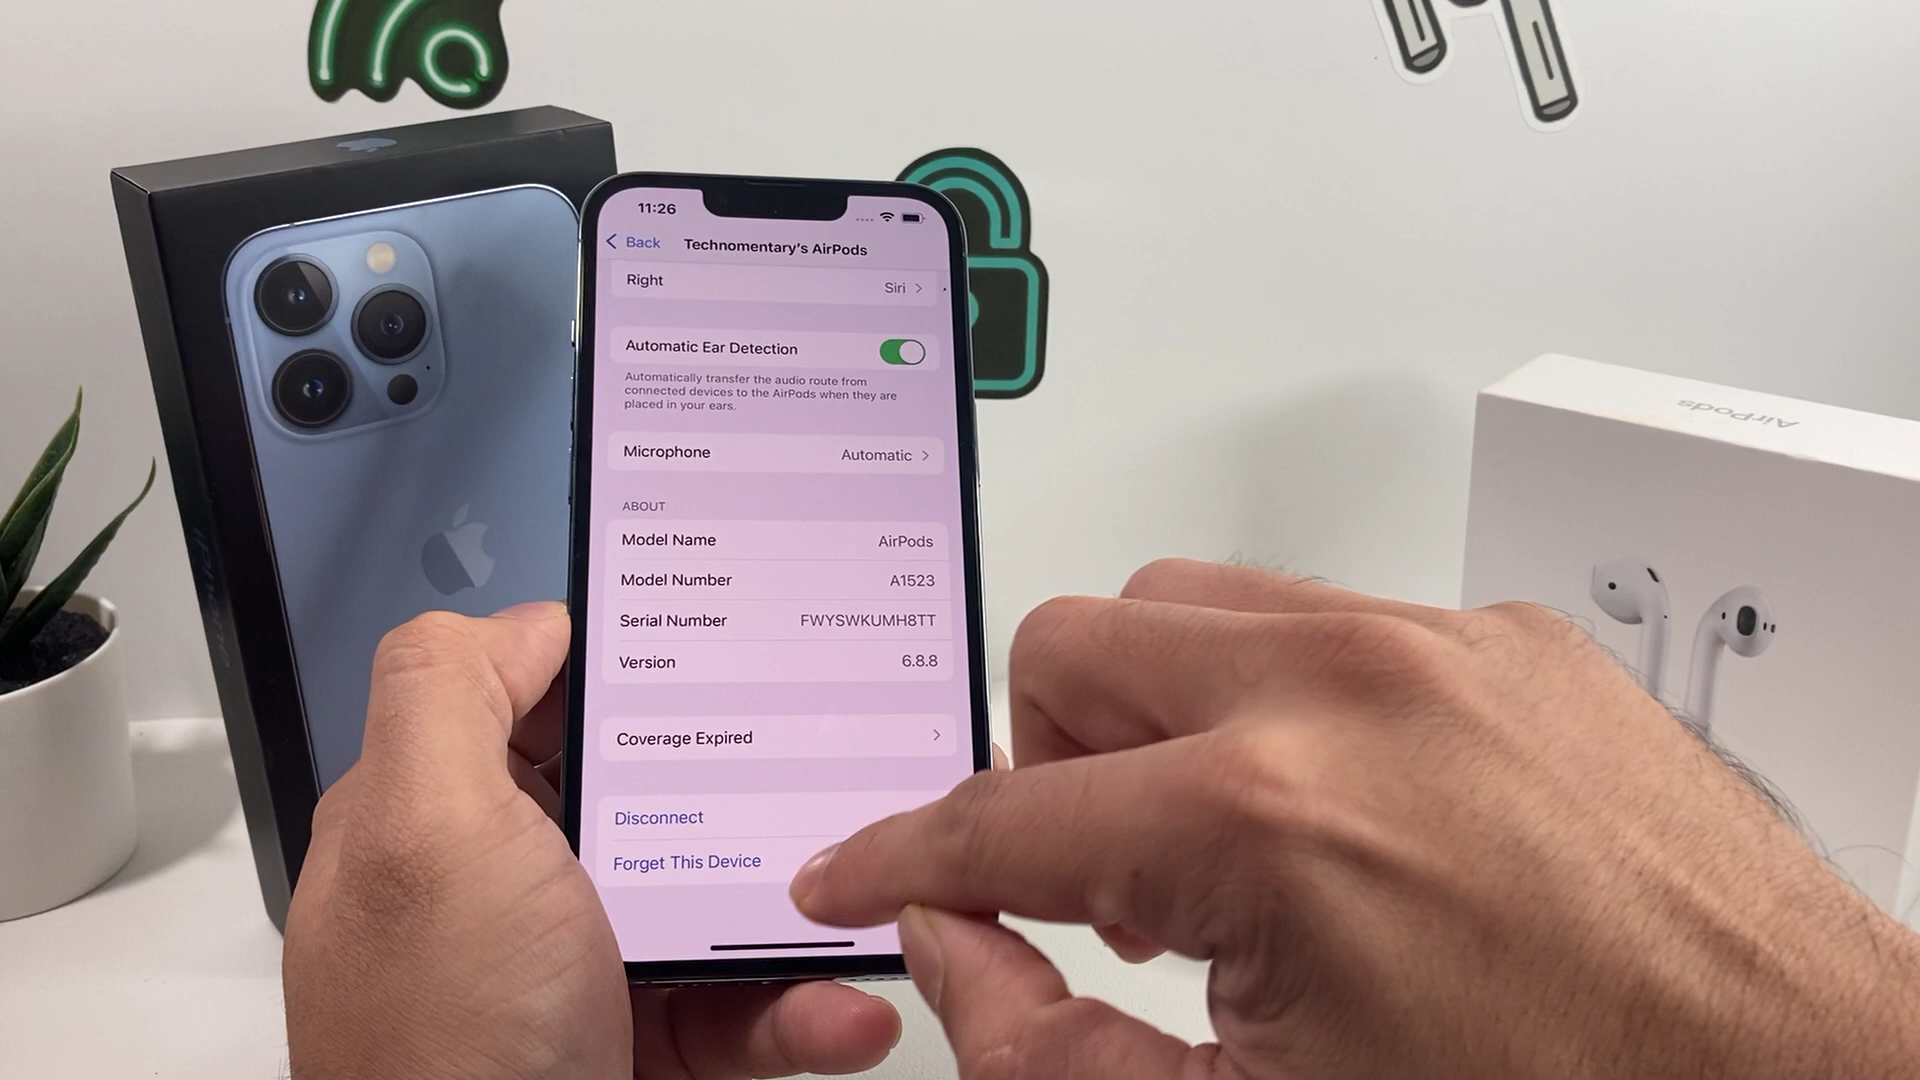 11:26
Back Technomentary's AirPods
Right Siri
Automatic Ear Detection
Automatically transfer the audio route from
connected devices to the AirPods when they are
placed in your ears.
Microphone Automatic
ABOUT
Model Name AirPods
Model Number A1523
Serial Number FWYSWKUMH8TT
Version 6.8.8
Coverage Expired
Disconnect
Forget This Device
AirPods
iPhone